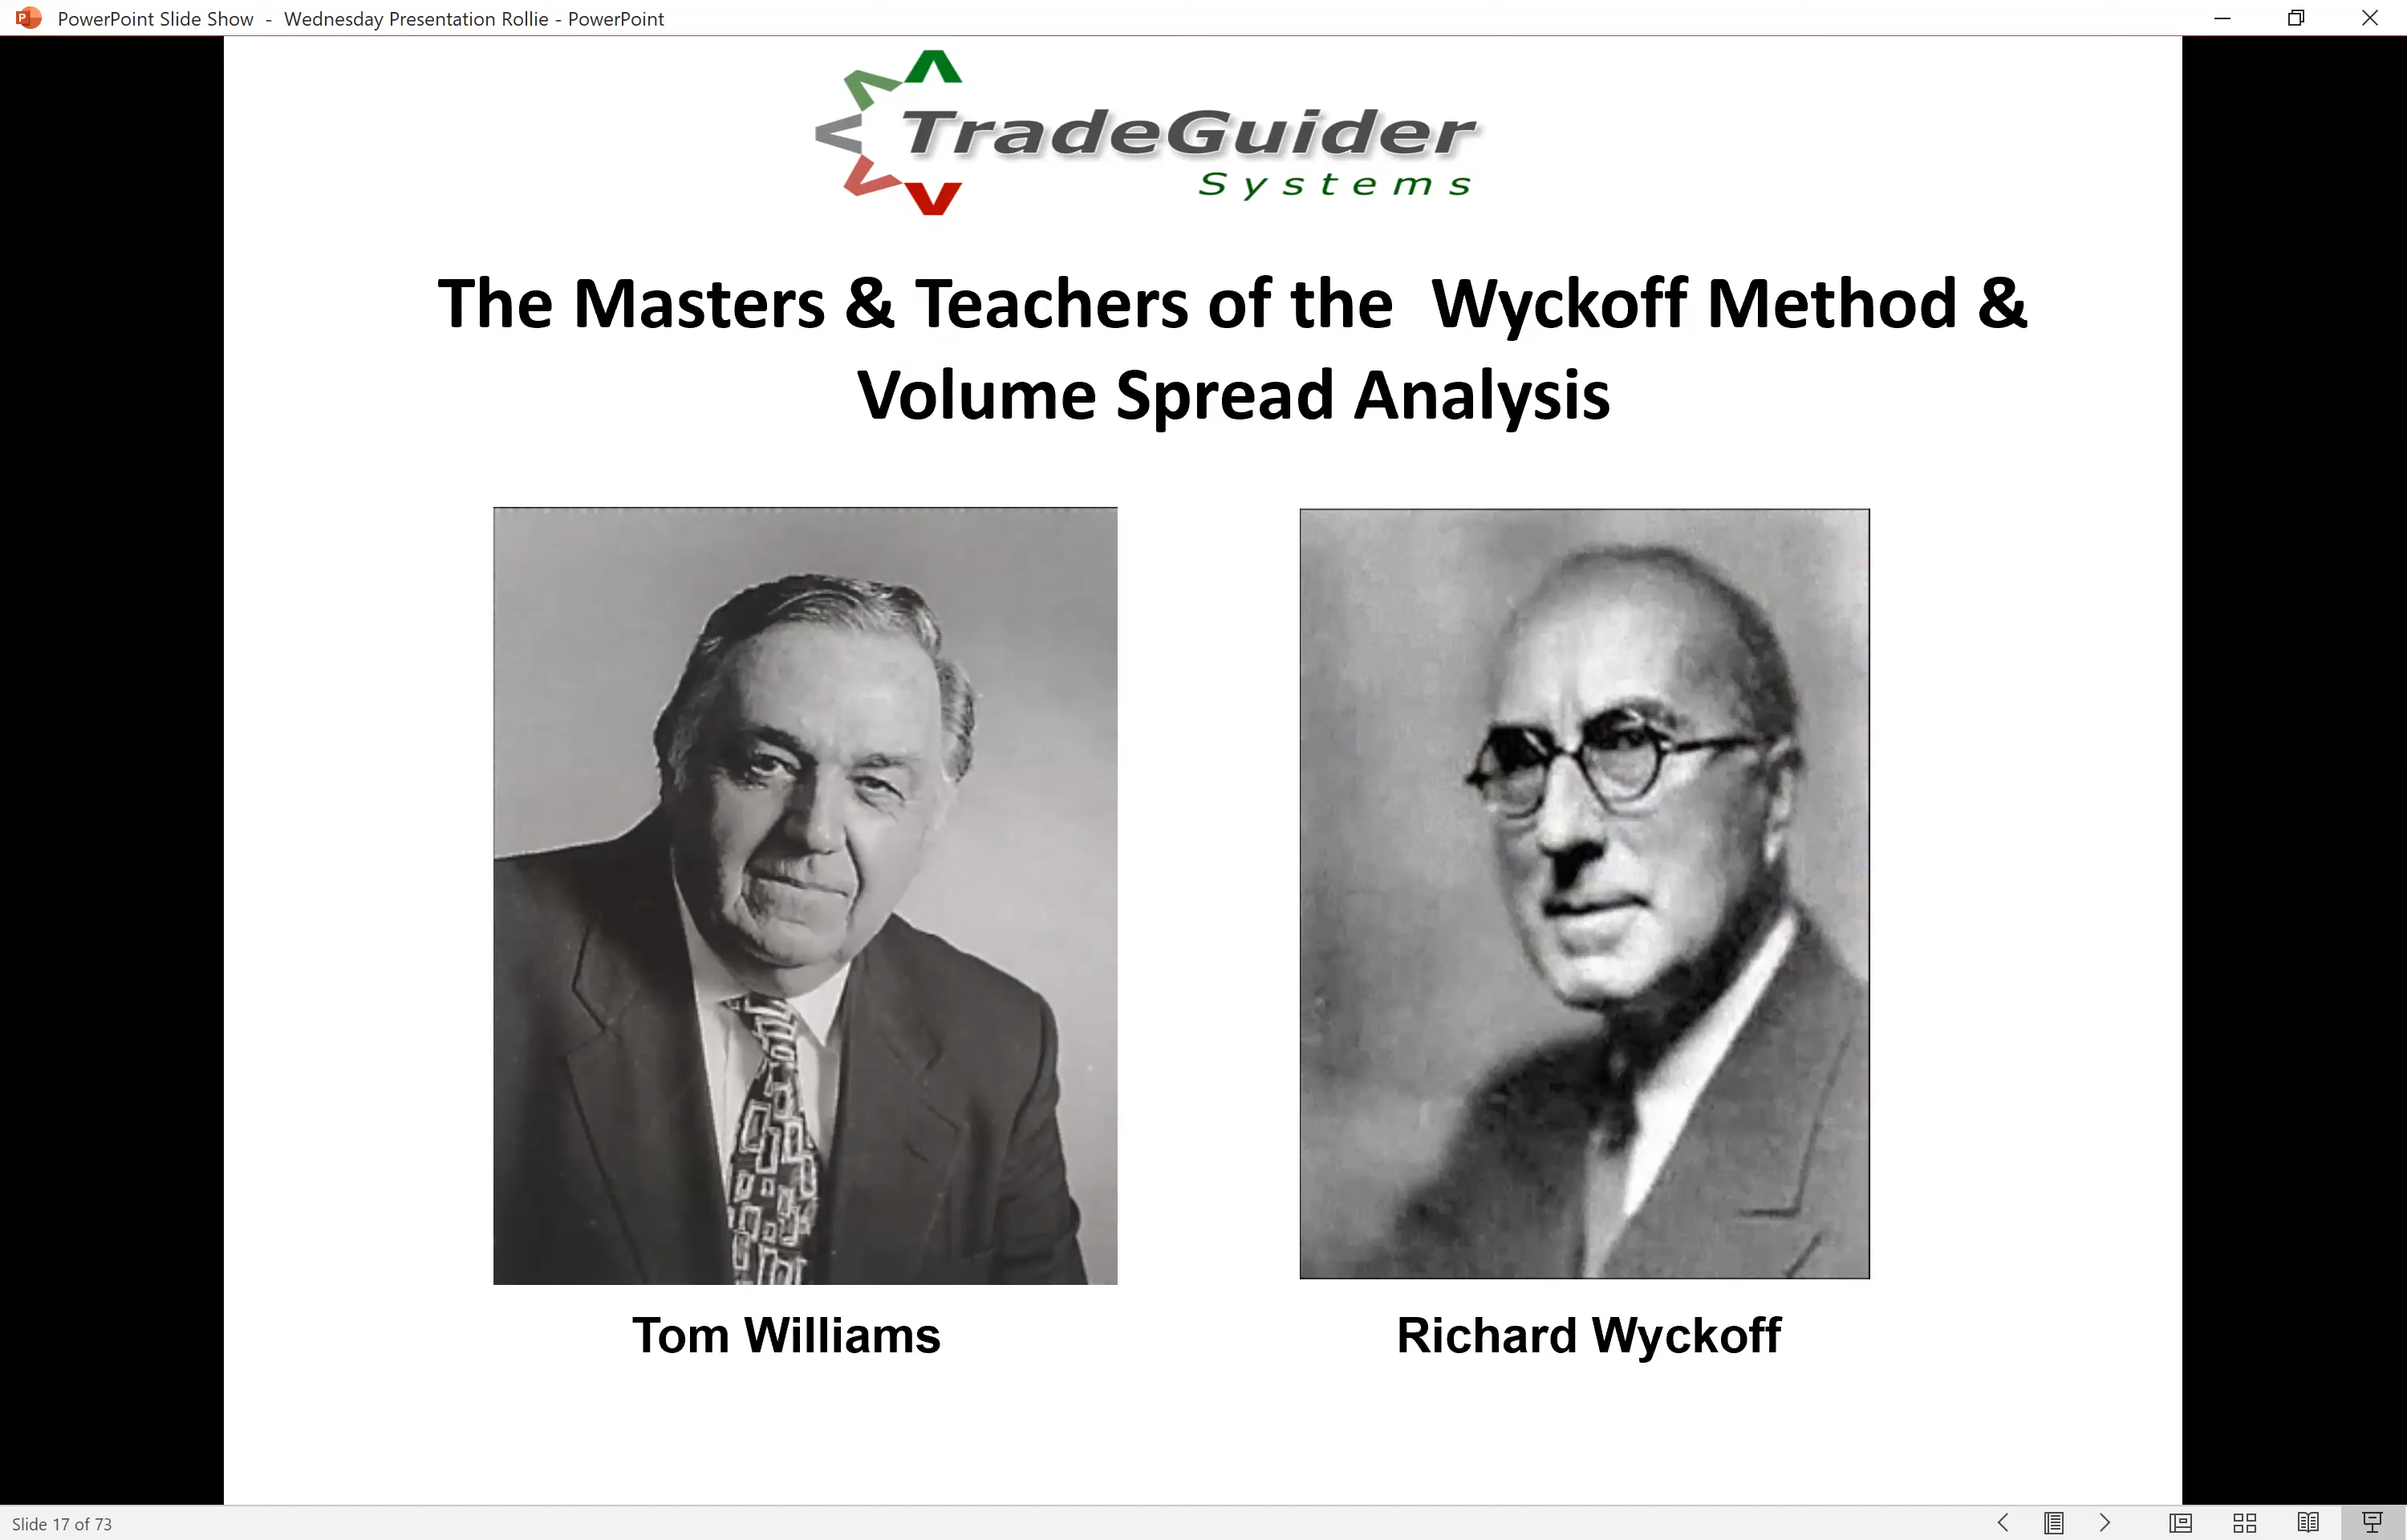 PowerPoint Slide Show - Wednesday Presentation Rollie - PowerPoint
TradeGuider
Systems
The Masters & Teachers of the Wyckoff Method &
Volume Spread Analysis
Tom Williams
Richard Wyckoff
Slide 17 of 73